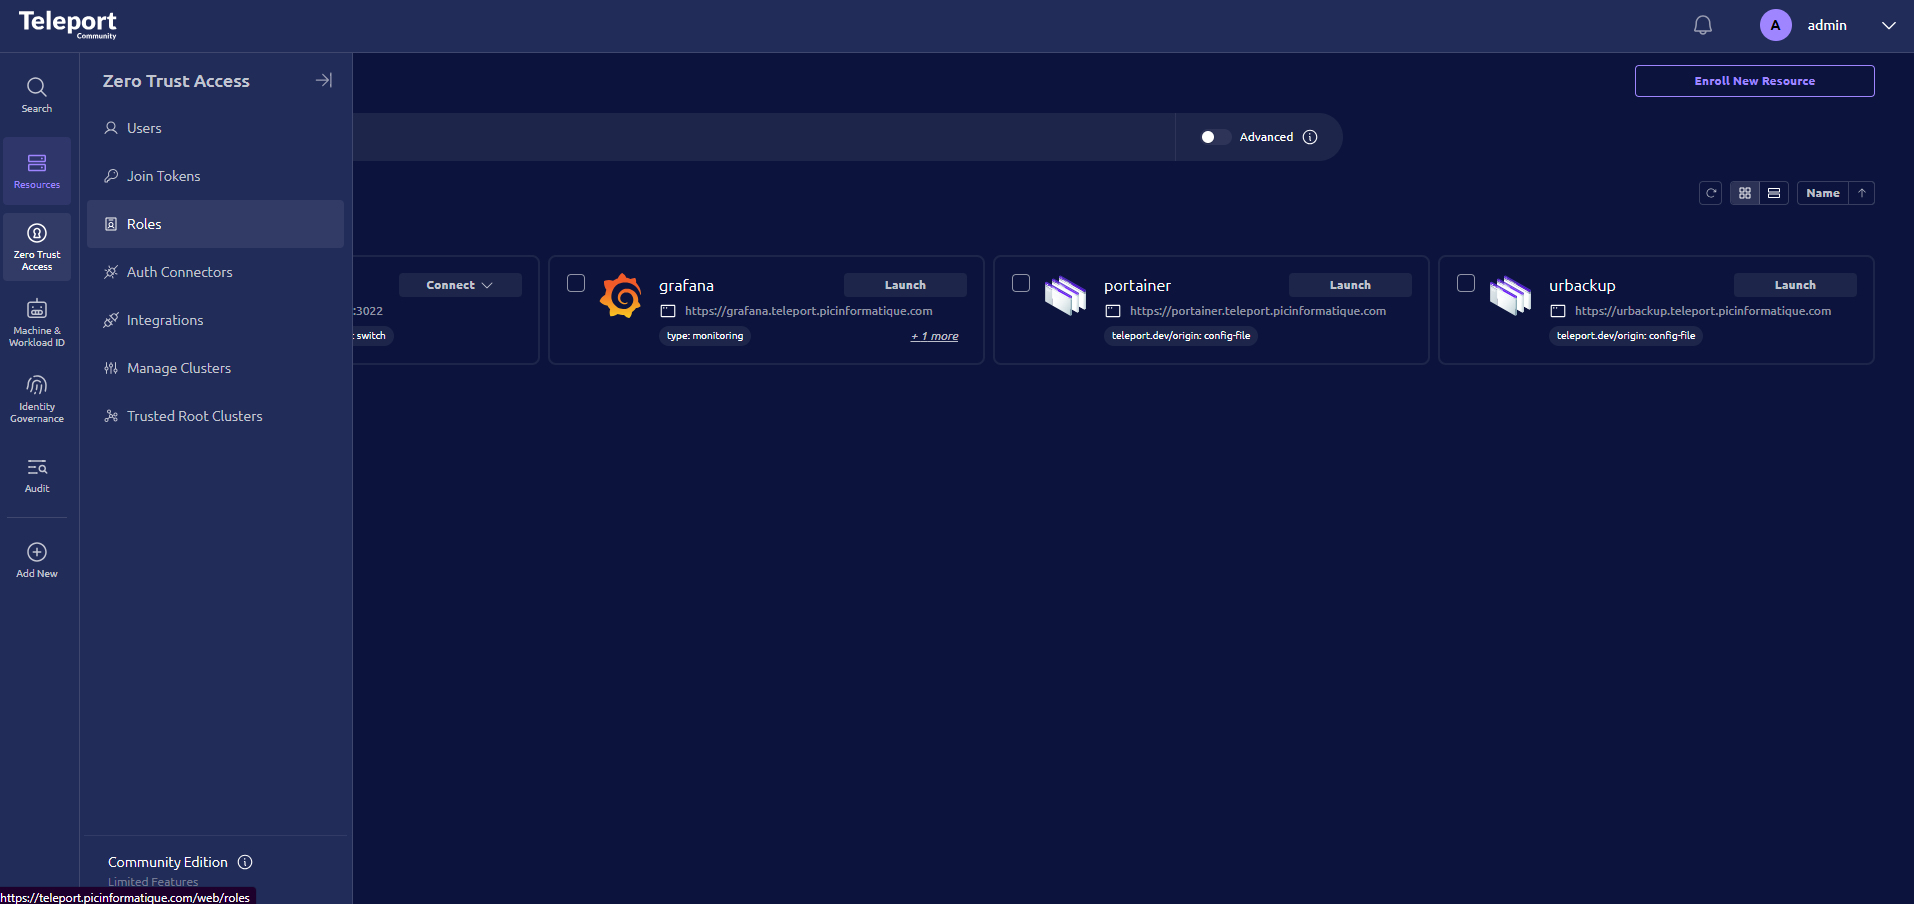 Teleport
Community
A
admin
Search
Resources
Zero Trust
Access
Machine &
Workload ID
Identity
Governance
Audit
Add New
Zero Trust Access
Users
Join Tokens
Roles
Auth Connectors
Integrations
Manage Clusters
Trusted Root Clusters
Community Edition
Limited Features
https://teleport.picinformatique.com/web/roles
Enroll New Resource
Advanced
Name
Connect
:3022
: switch
grafana
Launch
https://grafana.teleport.picinformatique.com
type: monitoring
+ 1 more
portainer
Launch
https://portainer.teleport.picinformatique.com
teleport.dev/origin: config-file
urbackup
Launch
https://urbackup.teleport.picinformatique.com
teleport.dev/origin: config-file